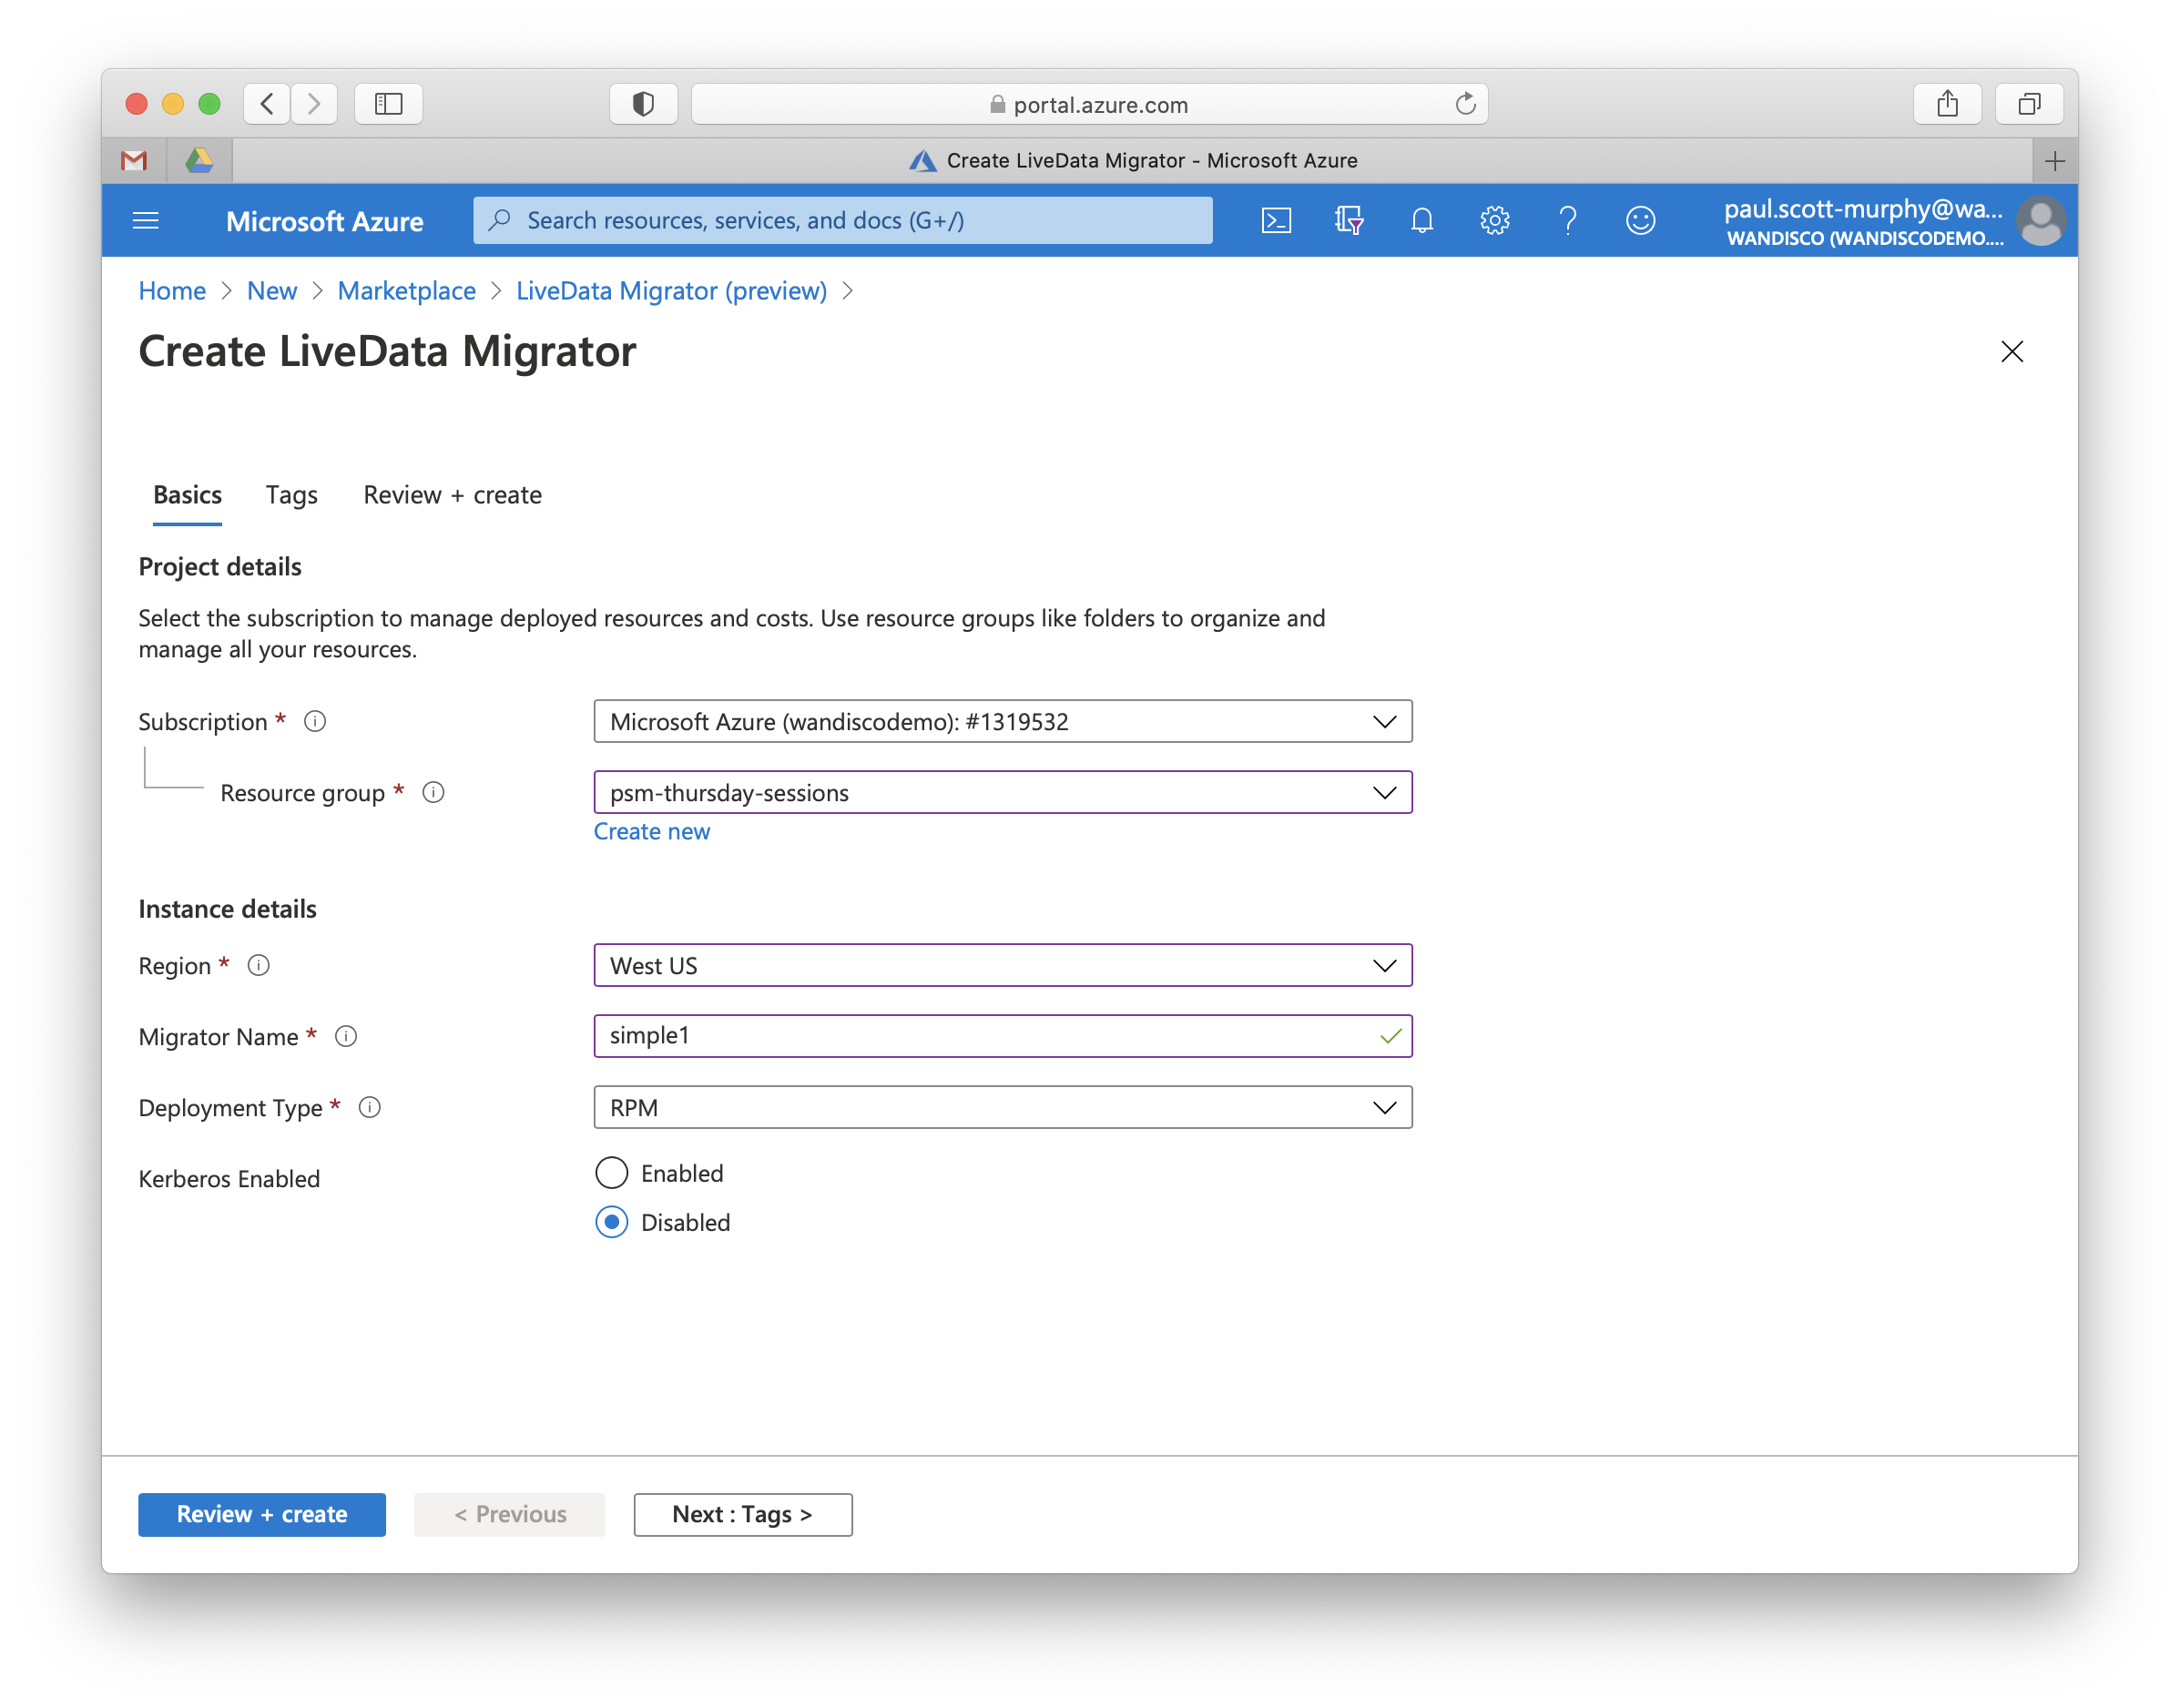 portal.azure.com
Create LiveData Migrator - Microsoft Azure
Microsoft Azure
Search resources, services, and docs (G+/)
paul.scott-murphy@wa...
WANDISCO (WANDISCODEMO....
Home > New > Marketplace > LiveData Migrator (preview) >
Create LiveData Migrator
Basics Tags Review + create
Project details
Select the subscription to manage deployed resources and costs. Use resource groups like folders to organize and
manage all your resources.
Subscription * Microsoft Azure (wandiscodemo): #1319532
Resource group * psm-thursday-sessions
Create new
Instance details
Region * West US
Migrator Name * simple1
Deployment Type * RPM
Kerberos Enabled
Enabled
Disabled
Review + create < Previous Next : Tags >